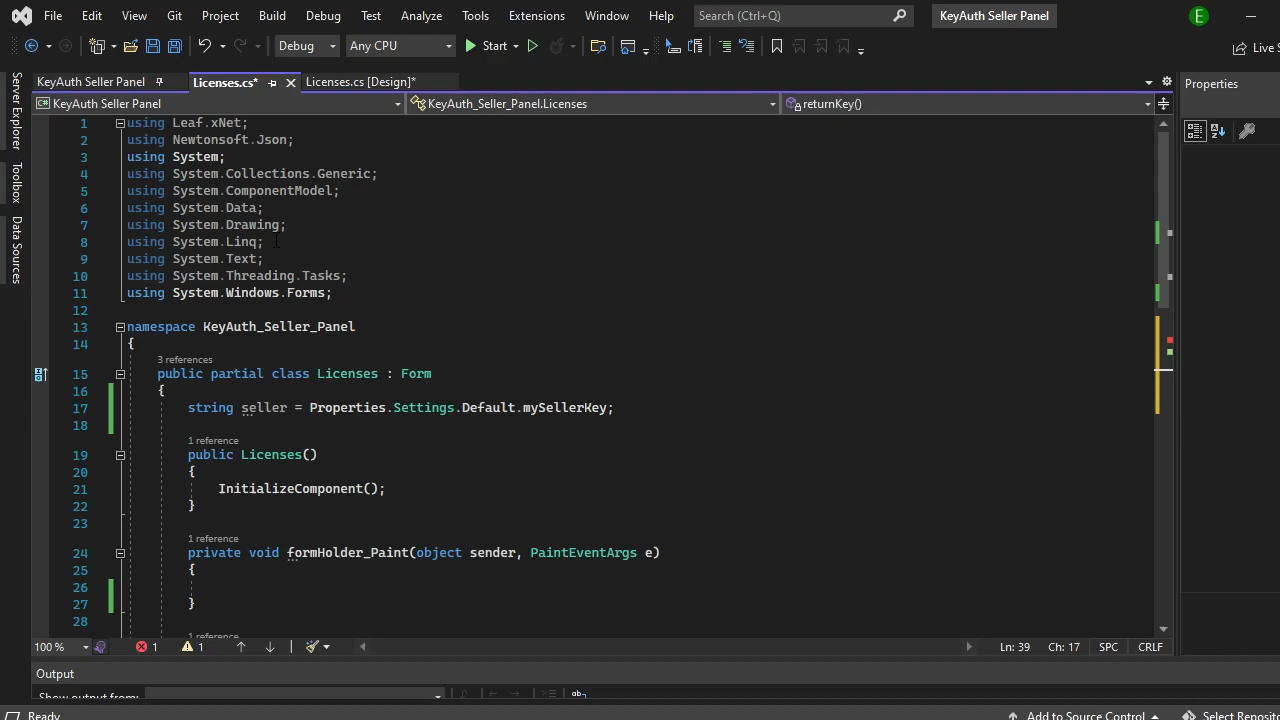 File Edit View Git Project Build Debug Test Analyze Tools Extensions Window Help Search (Ctrl+Q) KeyAuth Seller Panel E
Debug Any CPU Start Live S
Server Explorer
Toolbox
Data Sources
KeyAuth Seller Panel Licenses.cs* Licenses.cs [Design]*
Properties
C# KeyAuth Seller Panel KeyAuth_Seller_Panel.Licenses returnKey()
1 using Leaf.xNet;
2 using Newtonsoft.Json;
3 using System;
4 using System.Collections.Generic;
5 using System.ComponentModel;
6 using System.Data;
7 using System.Drawing;
8 using System.Linq;
9 using System.Text;
10 using System.Threading.Tasks;
11 using System.Windows.Forms;
12
13 namespace KeyAuth_Seller_Panel
14 {
3 references
15 public partial class Licenses : Form
16 {
17 string seller = Properties.Settings.Default.mySellerKey;
18
1 reference
19 public Licenses()
20 {
21 InitializeComponent();
22 }
23
1 reference
24 private void formHolder_Paint(object sender, PaintEventArgs e)
25 {
26
27 }
28
1 reference
100 % 1 1 Ln: 39 Ch: 17 SPC CRLF
Output
Show output from:
Ready Add to Source Control Select Reposito